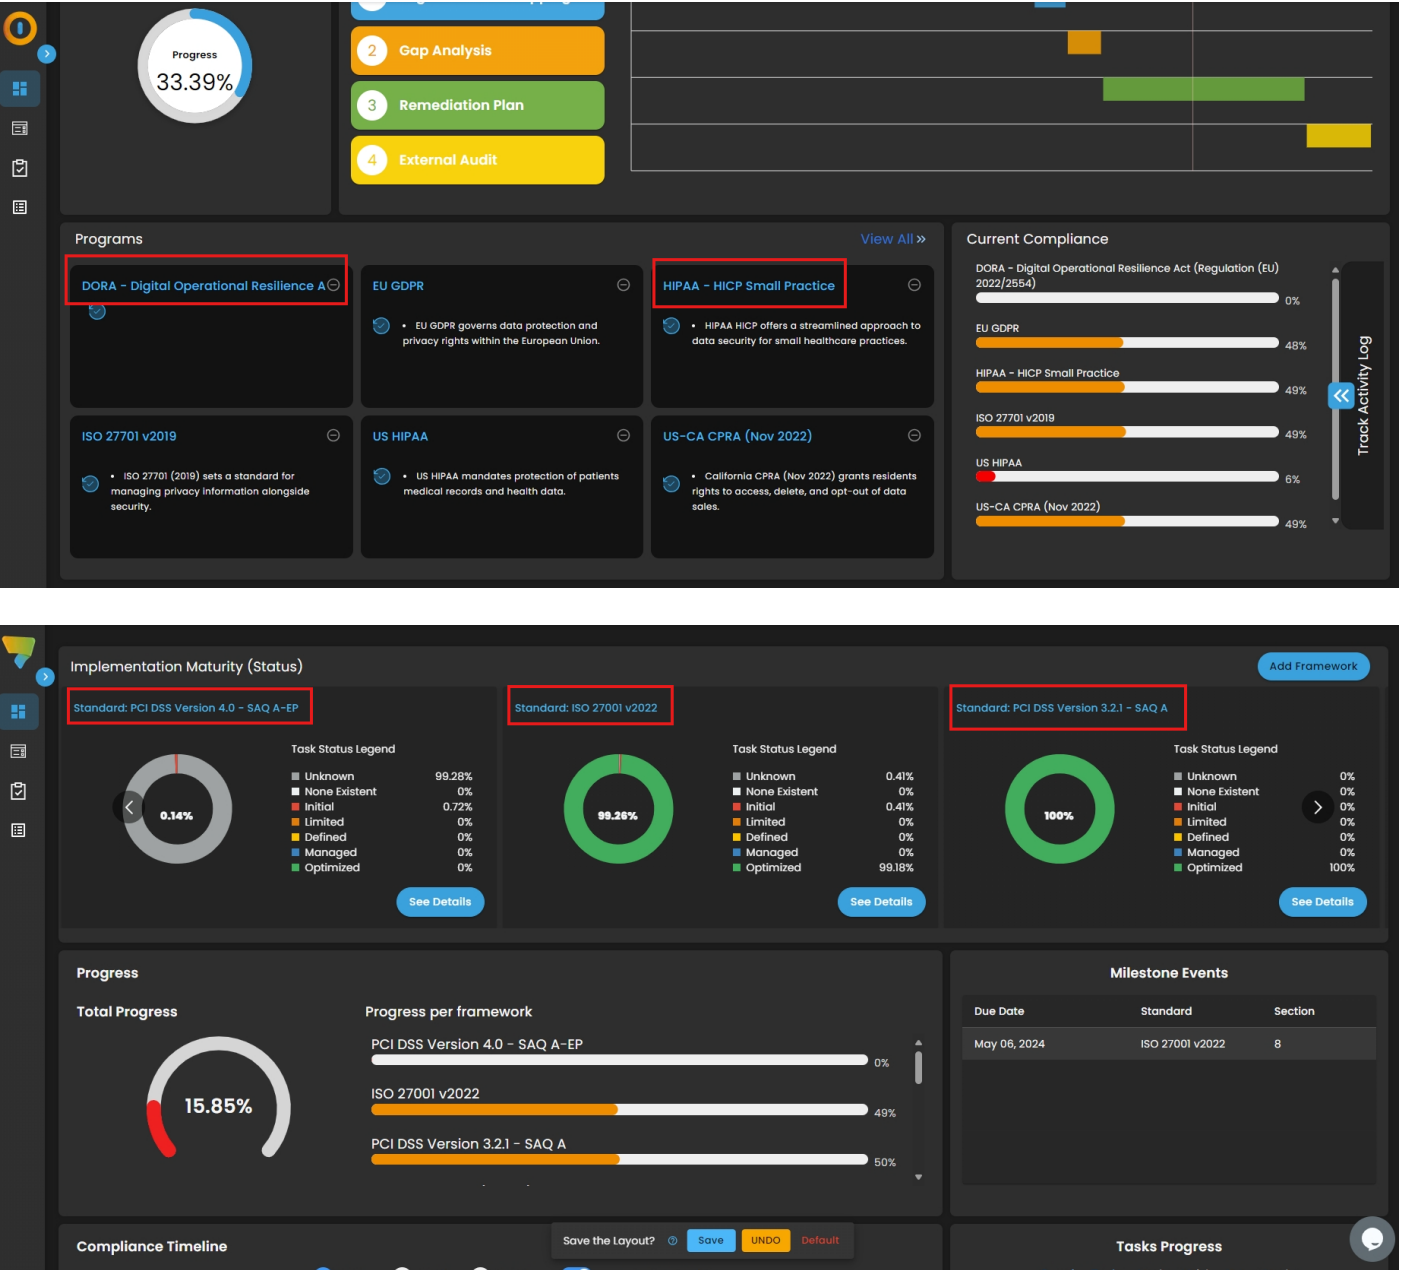 Progress
33.39%
2 Gap Analysis
3 Remediation Plan
4 External Audit
Programs
View All »
DORA - Digital Operational Resilience A
EU GDPR
• EU GDPR governs data protection and
privacy rights within the European Union.
HIPAA - HICP Small Practice
• HIPAA HICP offers a streamlined approach to
data security for small healthcare practices.
ISO 27701 v2019
• ISO 27701 (2019) sets a standard for
managing privacy information alongside
security.
US HIPAA
• US HIPAA mandates protection of patients
medical records and health data.
US-CA CPRA (Nov 2022)
• California CPRA (Nov 2022) grants residents
rights to access, delete, and opt-out of data
sales.
Current Compliance
DORA - Digital Operational Resilience Act (Regulation (EU)
2022/2554)
0%
EU GDPR
48%
HIPAA - HICP Small Practice
49%
ISO 27701 v2019
49%
US HIPAA
6%
US-CA CPRA (Nov 2022)
49%
Track Activity Log
Implementation Maturity (Status)
Add Framework
Standard: PCI DSS Version 4.0 - SAQ A-EP
0.14%
Task Status Legend
Unknown 99.28%
None Existent 0%
Initial 0.72%
Limited 0%
Defined 0%
Managed 0%
Optimized 0%
See Details
Standard: ISO 27001 v2022
99.26%
Task Status Legend
Unknown 0.41%
None Existent 0%
Initial 0.41%
Limited 0%
Defined 0%
Managed 0%
Optimized 99.18%
See Details
Standard: PCI DSS Version 3.2.1 - SAQ A
100%
Task Status Legend
Unknown 0%
None Existent 0%
Initial 0%
Limited 0%
Defined 0%
Managed 0%
Optimized 100%
See Details
Progress
Total Progress
15.85%
Progress per framework
PCI DSS Version 4.0 - SAQ A-EP
0%
ISO 27001 v2022
49%
PCI DSS Version 3.2.1 - SAQ A
50%
Milestone Events
Due Date Standard Section
May 06, 2024 ISO 27001 v2022 8
Compliance Timeline
Save the Layout? Save UNDO Default
Tasks Progress